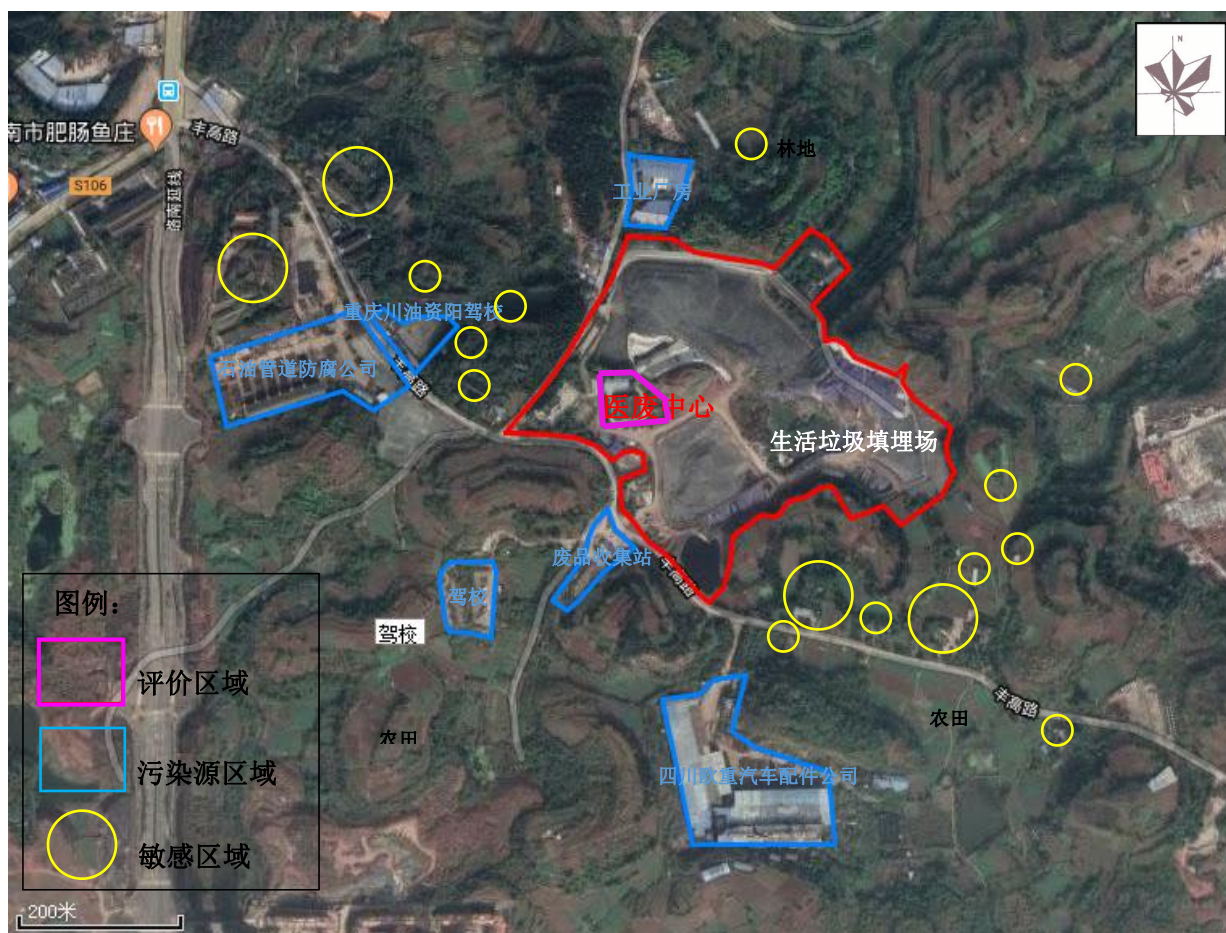 N
南市肥肠鱼庄
丰高路
S106
洛南延线
林地
工业厂房
重庆川油资阳驾校
石油管道防腐公司
丰高路
医废中心
生活垃圾填埋场
废品收集站
丰高路
驾校
驾校
图例：
评价区域
农田
农田
丰高路
污染源区域
四川欧重汽车配件公司
敏感区域
200米